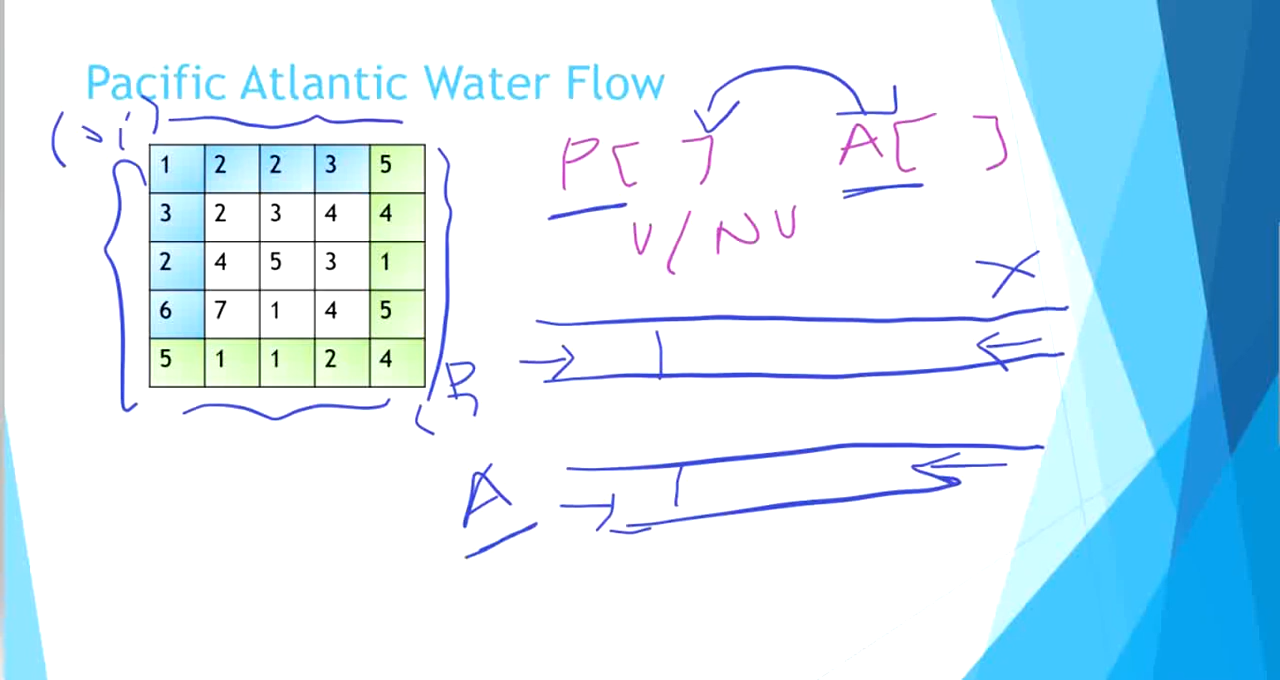 Pacific Atlantic Water Flow
P[ ] A[ ]
V/NV
1 2 2 3 5
3 2 3 4 4
2 4 5 3 1
6 7 1 4 5
5 1 1 2 4
A